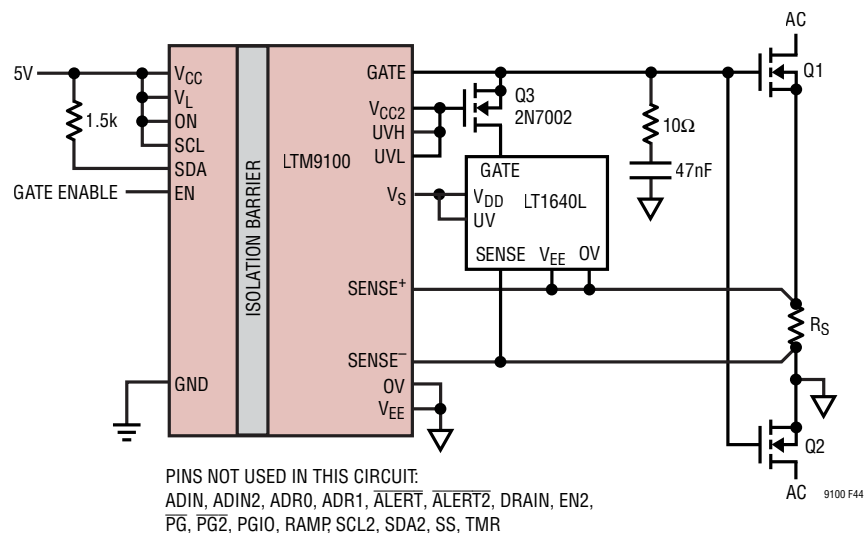 AC
Q1
5V
VCC
VL
ON
SCL
SDA
EN
1.5k
GATE ENABLE
GND
ISOLATION BARRIER
LTM9100
GATE
VCC2
UVH
UVL
VS
SENSE+
SENSE−
OV
VEE
Q3
2N7002
GATE
VDD
UV
LT1640L
SENSE VEE OV
10Ω
47nF
RS
Q2
AC
9100 F44
PINS NOT USED IN THIS CIRCUIT:
ADIN, ADIN2, ADR0, ADR1, ALERT, ALERT2, DRAIN, EN2,
PG, PG2, PGIO, RAMP, SCL2, SDA2, SS, TMR